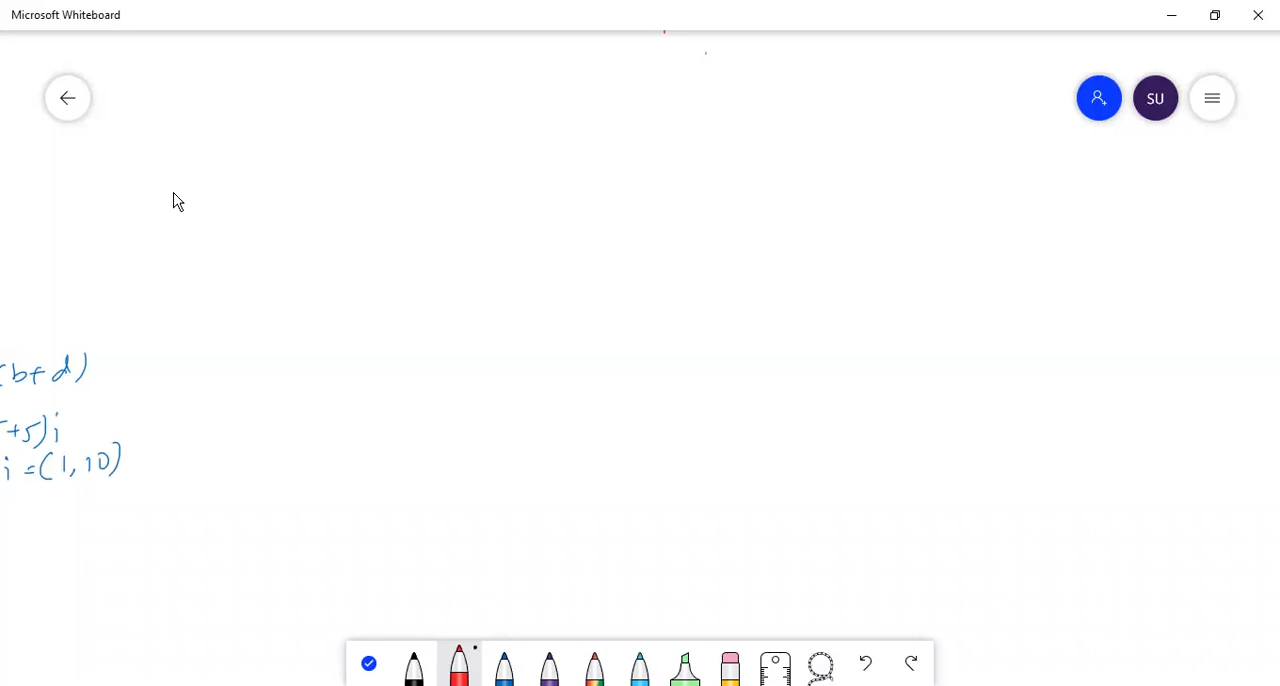 Microsoft Whiteboard
SU
(b+d)
+5)i
i =(1,10)